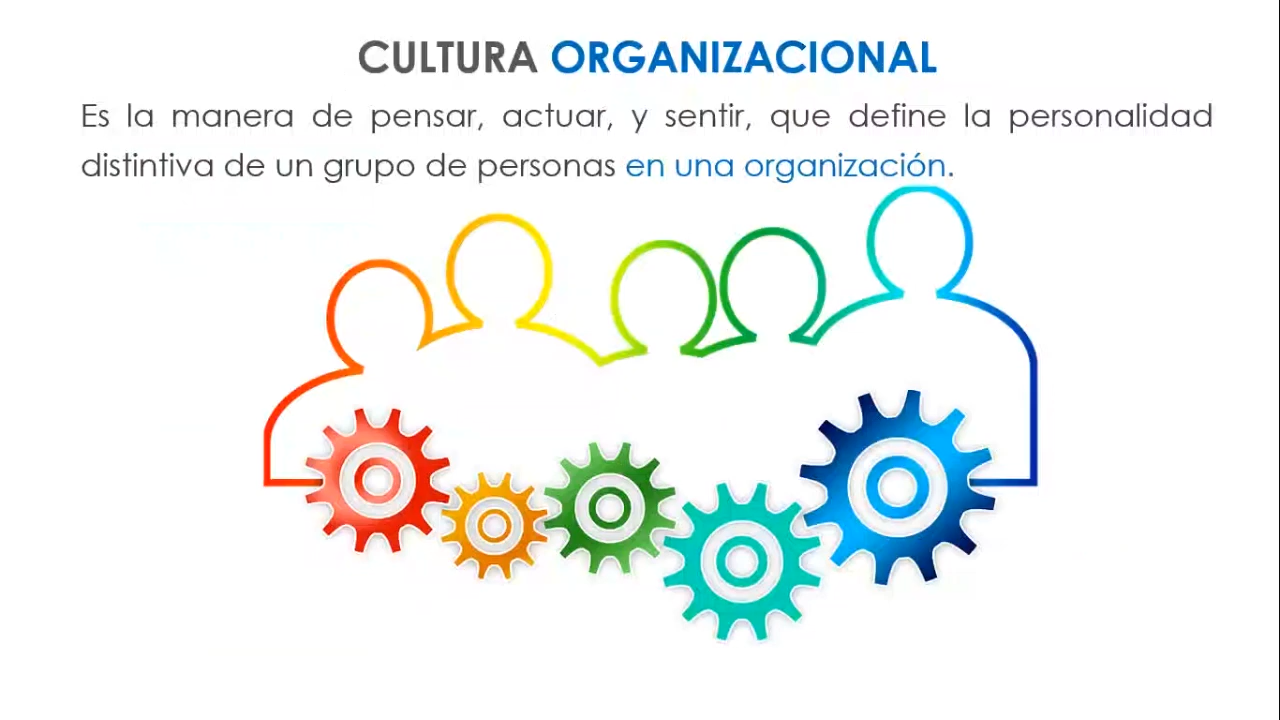 CULTURA ORGANIZACIONAL
Es la manera de pensar, actuar, y sentir, que define la personalidad
distintiva de un grupo de personas en una organización.